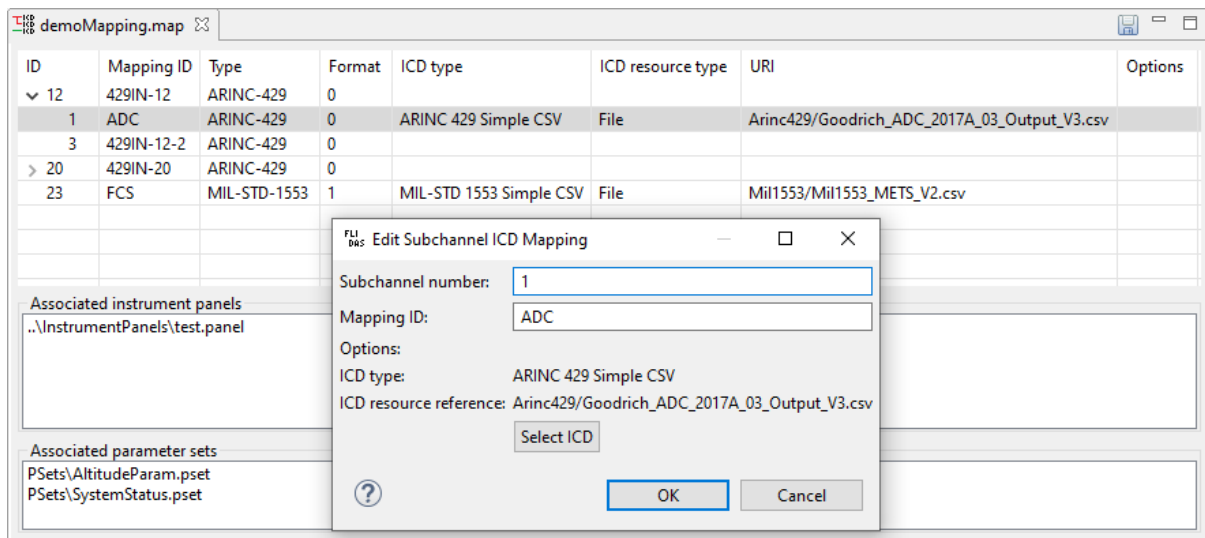 demoMapping.map
ID Mapping ID Type Format ICD type ICD resource type URI Options
12 429IN-12 ARINC-429 0
1 ADC ARINC-429 0 ARINC 429 Simple CSV File Arinc429/Goodrich_ADC_2017A_03_Output_V3.csv
3 429IN-12-2 ARINC-429 0
20 429IN-20 ARINC-429 0
23 FCS MIL-STD-1553 1 MIL-STD 1553 Simple CSV File Mil1553/Mil1553_METS_V2.csv
FLI DAS Edit Subchannel ICD Mapping
Subchannel number: 1
Mapping ID: ADC
Options:
ICD type: ARINC 429 Simple CSV
ICD resource reference: Arinc429/Goodrich_ADC_2017A_03_Output_V3.csv
Select ICD
? OK Cancel
Associated instrument panels
..\InstrumentPanels\test.panel
Associated parameter sets
PSets\AltitudeParam.pset
PSets\SystemStatus.pset